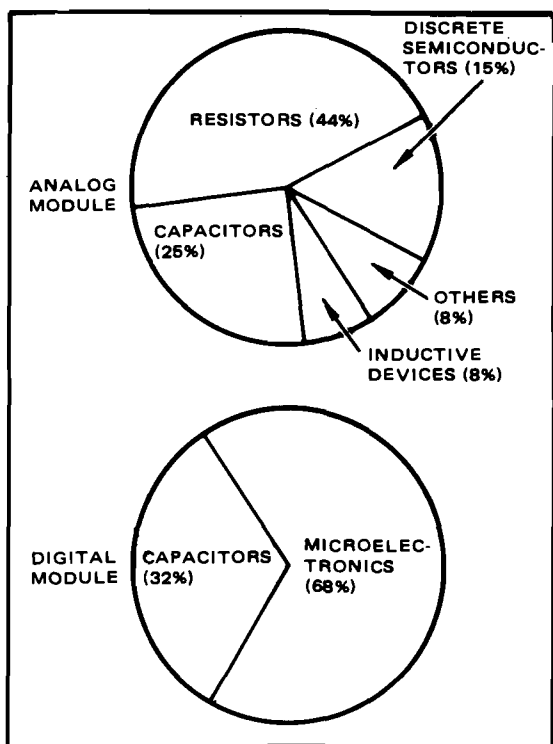 DISCRETE
SEMICONDUC-
TORS (15%)
RESISTORS (44%)
ANALOG
MODULE
CAPACITORS
(25%)
OTHERS
(8%)
INDUCTIVE
DEVICES (8%)
DIGITAL
MODULE
CAPACITORS
(32%)
MICROELEC-
TRONICS
(68%)